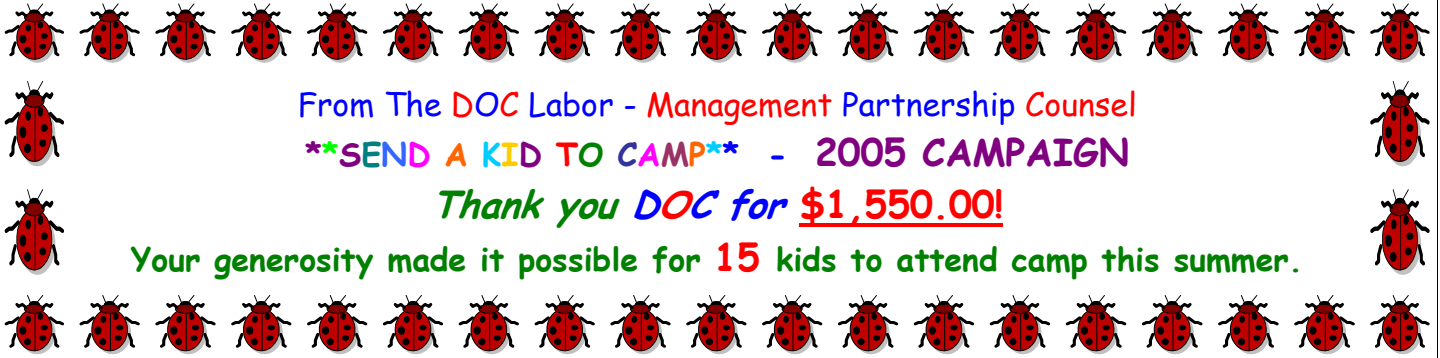 From The DOC Labor - Management Partnership Counsel
**SEND A KID TO CAMP** - 2005 CAMPAIGN
Thank you DOC for $1,550.00!
Your generosity made it possible for 15 kids to attend camp this summer.